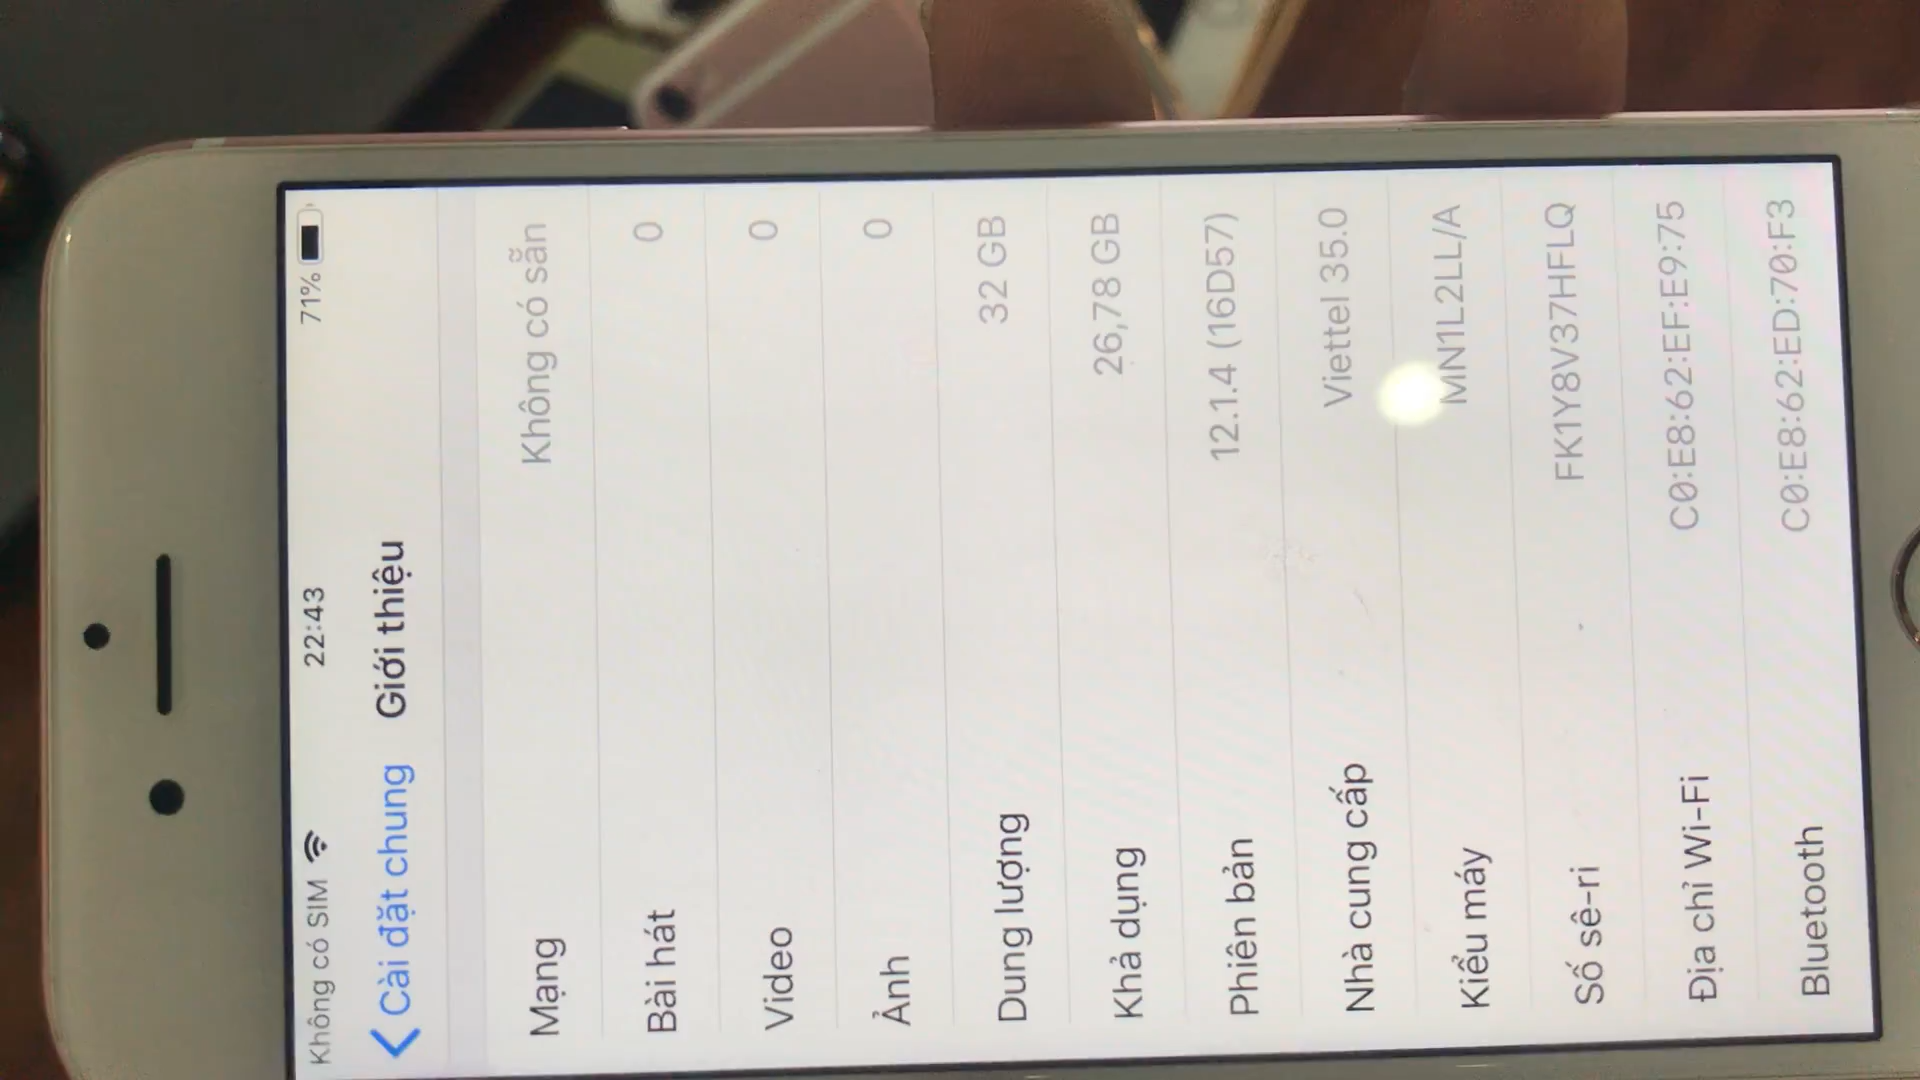 Không có SIM 22:43 71%
Cài đặt chung Giới thiệu
Mạng Không có sẵn
Bài hát 0
Video 0
Ảnh 0
Dung lượng 32 GB
Khả dụng 26,78 GB
Phiên bản 12.1.4 (16D57)
Nhà cung cấp Viettel 35.0
Kiểu máy MN1L2LL/A
Số sê-ri FK1Y8V37HFLQ
Địa chỉ Wi-Fi C0:E8:62:EF:E9:75
Bluetooth C0:E8:62:ED:70:F3